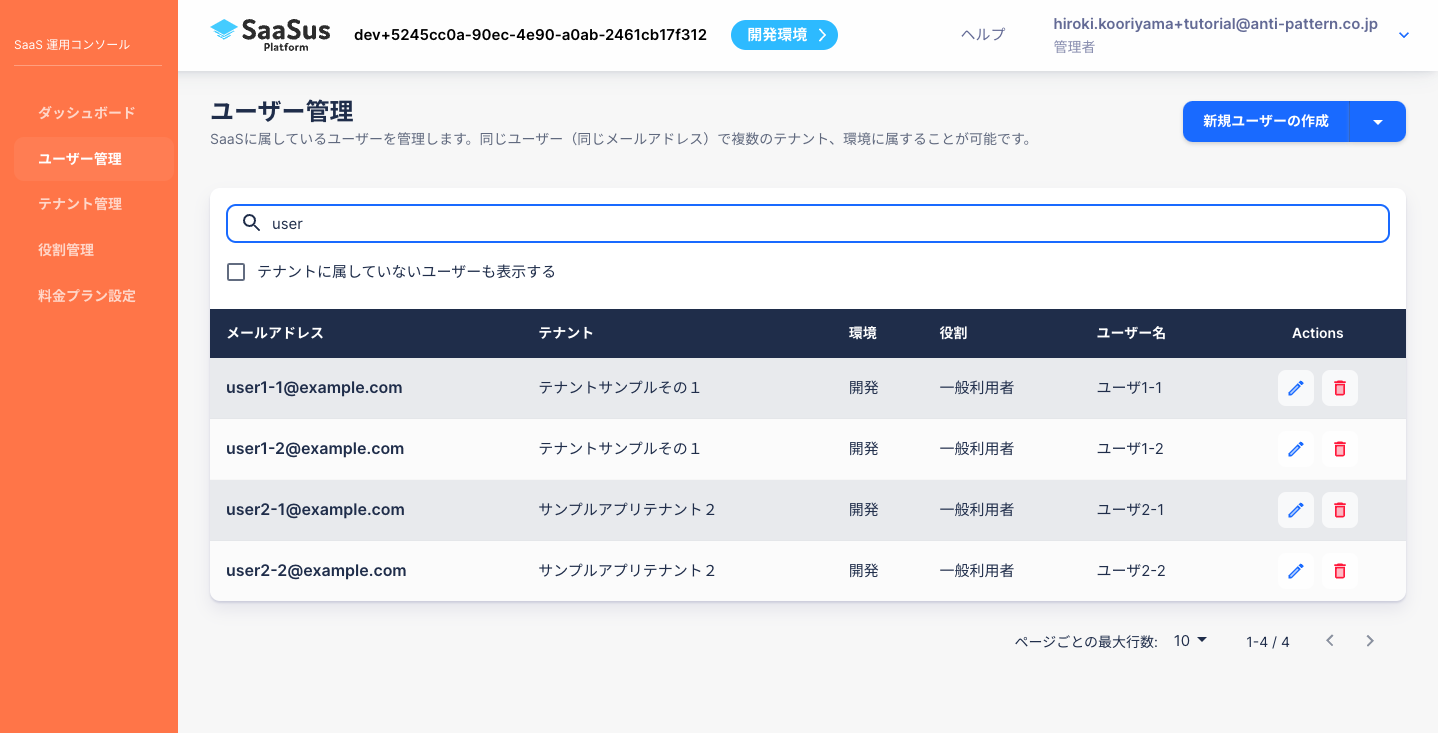 SaaS 運用コンソール
ダッシュボード
ユーザー管理
テナント管理
役割管理
料金プラン設定
SaaSus
Platform
dev+5245cc0a-90ec-4e90-a0ab-2461cb17f312
開発環境
ヘルプ
hiroki.kooriyama+tutorial@anti-pattern.co.jp
管理者
ユーザー管理
SaaSに属しているユーザーを管理します。同じユーザー（同じメールアドレス）で複数のテナント、環境に属することが可能です。
新規ユーザーの作成
user
テナントに属していないユーザーも表示する
メールアドレス テナント 環境 役割 ユーザー名 Actions
user1-1@example.com テナントサンプルその１ 開発 一般利用者 ユーザ1-1
user1-2@example.com テナントサンプルその１ 開発 一般利用者 ユーザ1-2
user2-1@example.com サンプルアプリテナント２ 開発 一般利用者 ユーザ2-1
user2-2@example.com サンプルアプリテナント２ 開発 一般利用者 ユーザ2-2
ページごとの最大行数: 10 1-4 / 4